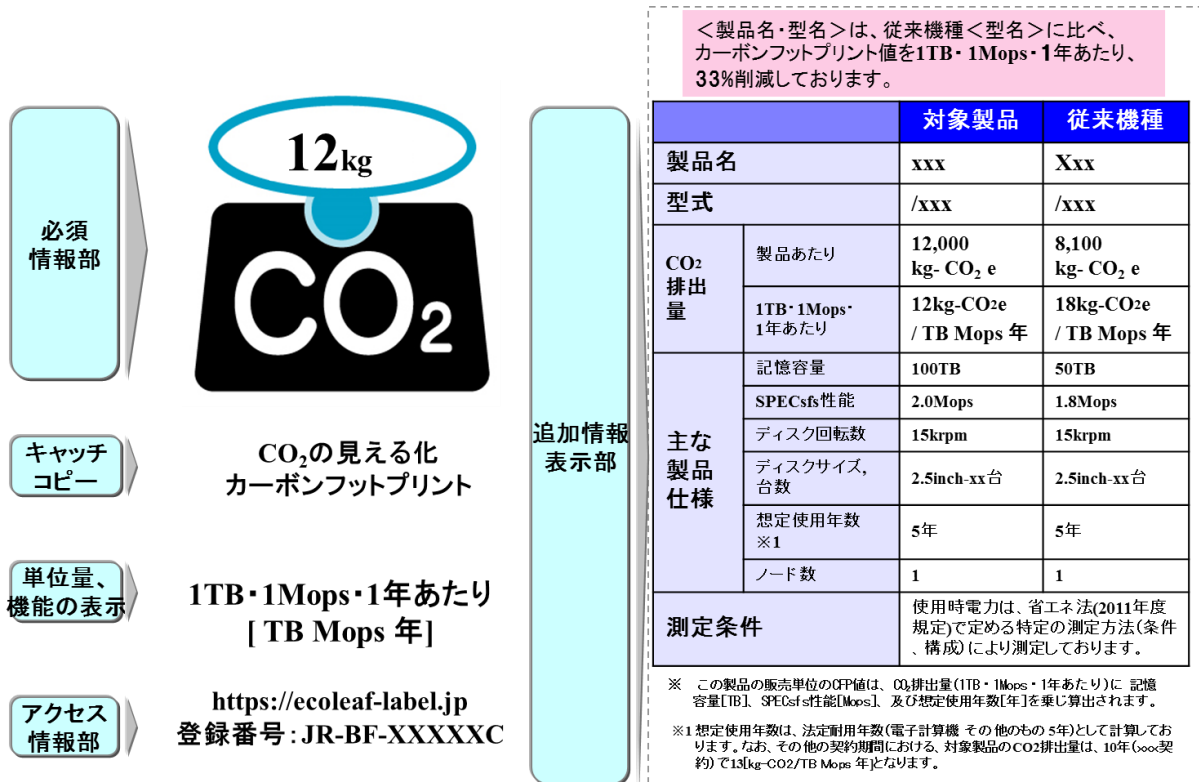 ＜製品名・型名＞は、従来機種＜型名＞に比べ、
カーボンフットプリント値を1TB・1Mops・1年あたり、
33%削減しております。
必須
情報部
12kg
CO2
キャッチ
コピー
CO2の見える化
カーボンフットプリント
単位量、
機能の表示
1TB・1Mops・1年あたり
[ TB Mops 年]
アクセス
情報部
https://ecoleaf-label.jp
登録番号：JR-BF-XXXXXC
追加情報
表示部
対象製品 従来機種
製品名 xxx Xxx
型式 /xxx /xxx
CO2
排出
量
製品あたり
12,000
kg- CO2 e
8,100
kg- CO2 e
1TB・1Mops・
1年あたり
12kg-CO2e
/ TB Mops 年
18kg-CO2e
/ TB Mops 年
主な
製品
仕様
記憶容量 100TB 50TB
SPECsfs性能 2.0Mops 1.8Mops
ディスク回転数 15krpm 15krpm
ディスクサイズ,
台数
2.5inch-xx台 2.5inch-xx台
想定使用年数
※1
5年 5年
ノード数 1 1
測定条件
使用時電力は、省エネ法(2011年度
規定)で定める特定の測定方法(条件
、構成)により測定しております。
※ この製品の販売単位のCFP値は、CO2排出量(1TB・1Mops・1年あたり)に 記憶
容量[TB]、SPECsfs性能[Mops]、及び想定使用年数[年]を乗じ算出されます。
※1 想定使用年数は、法定耐用年数(電子計算機 その他のもの 5年)として計算してお
ります。なお、その他の契約期間における、対象製品のCO2排出量は、10年(xxx契
約)で13[kg-CO2/TB Mops 年]となります。